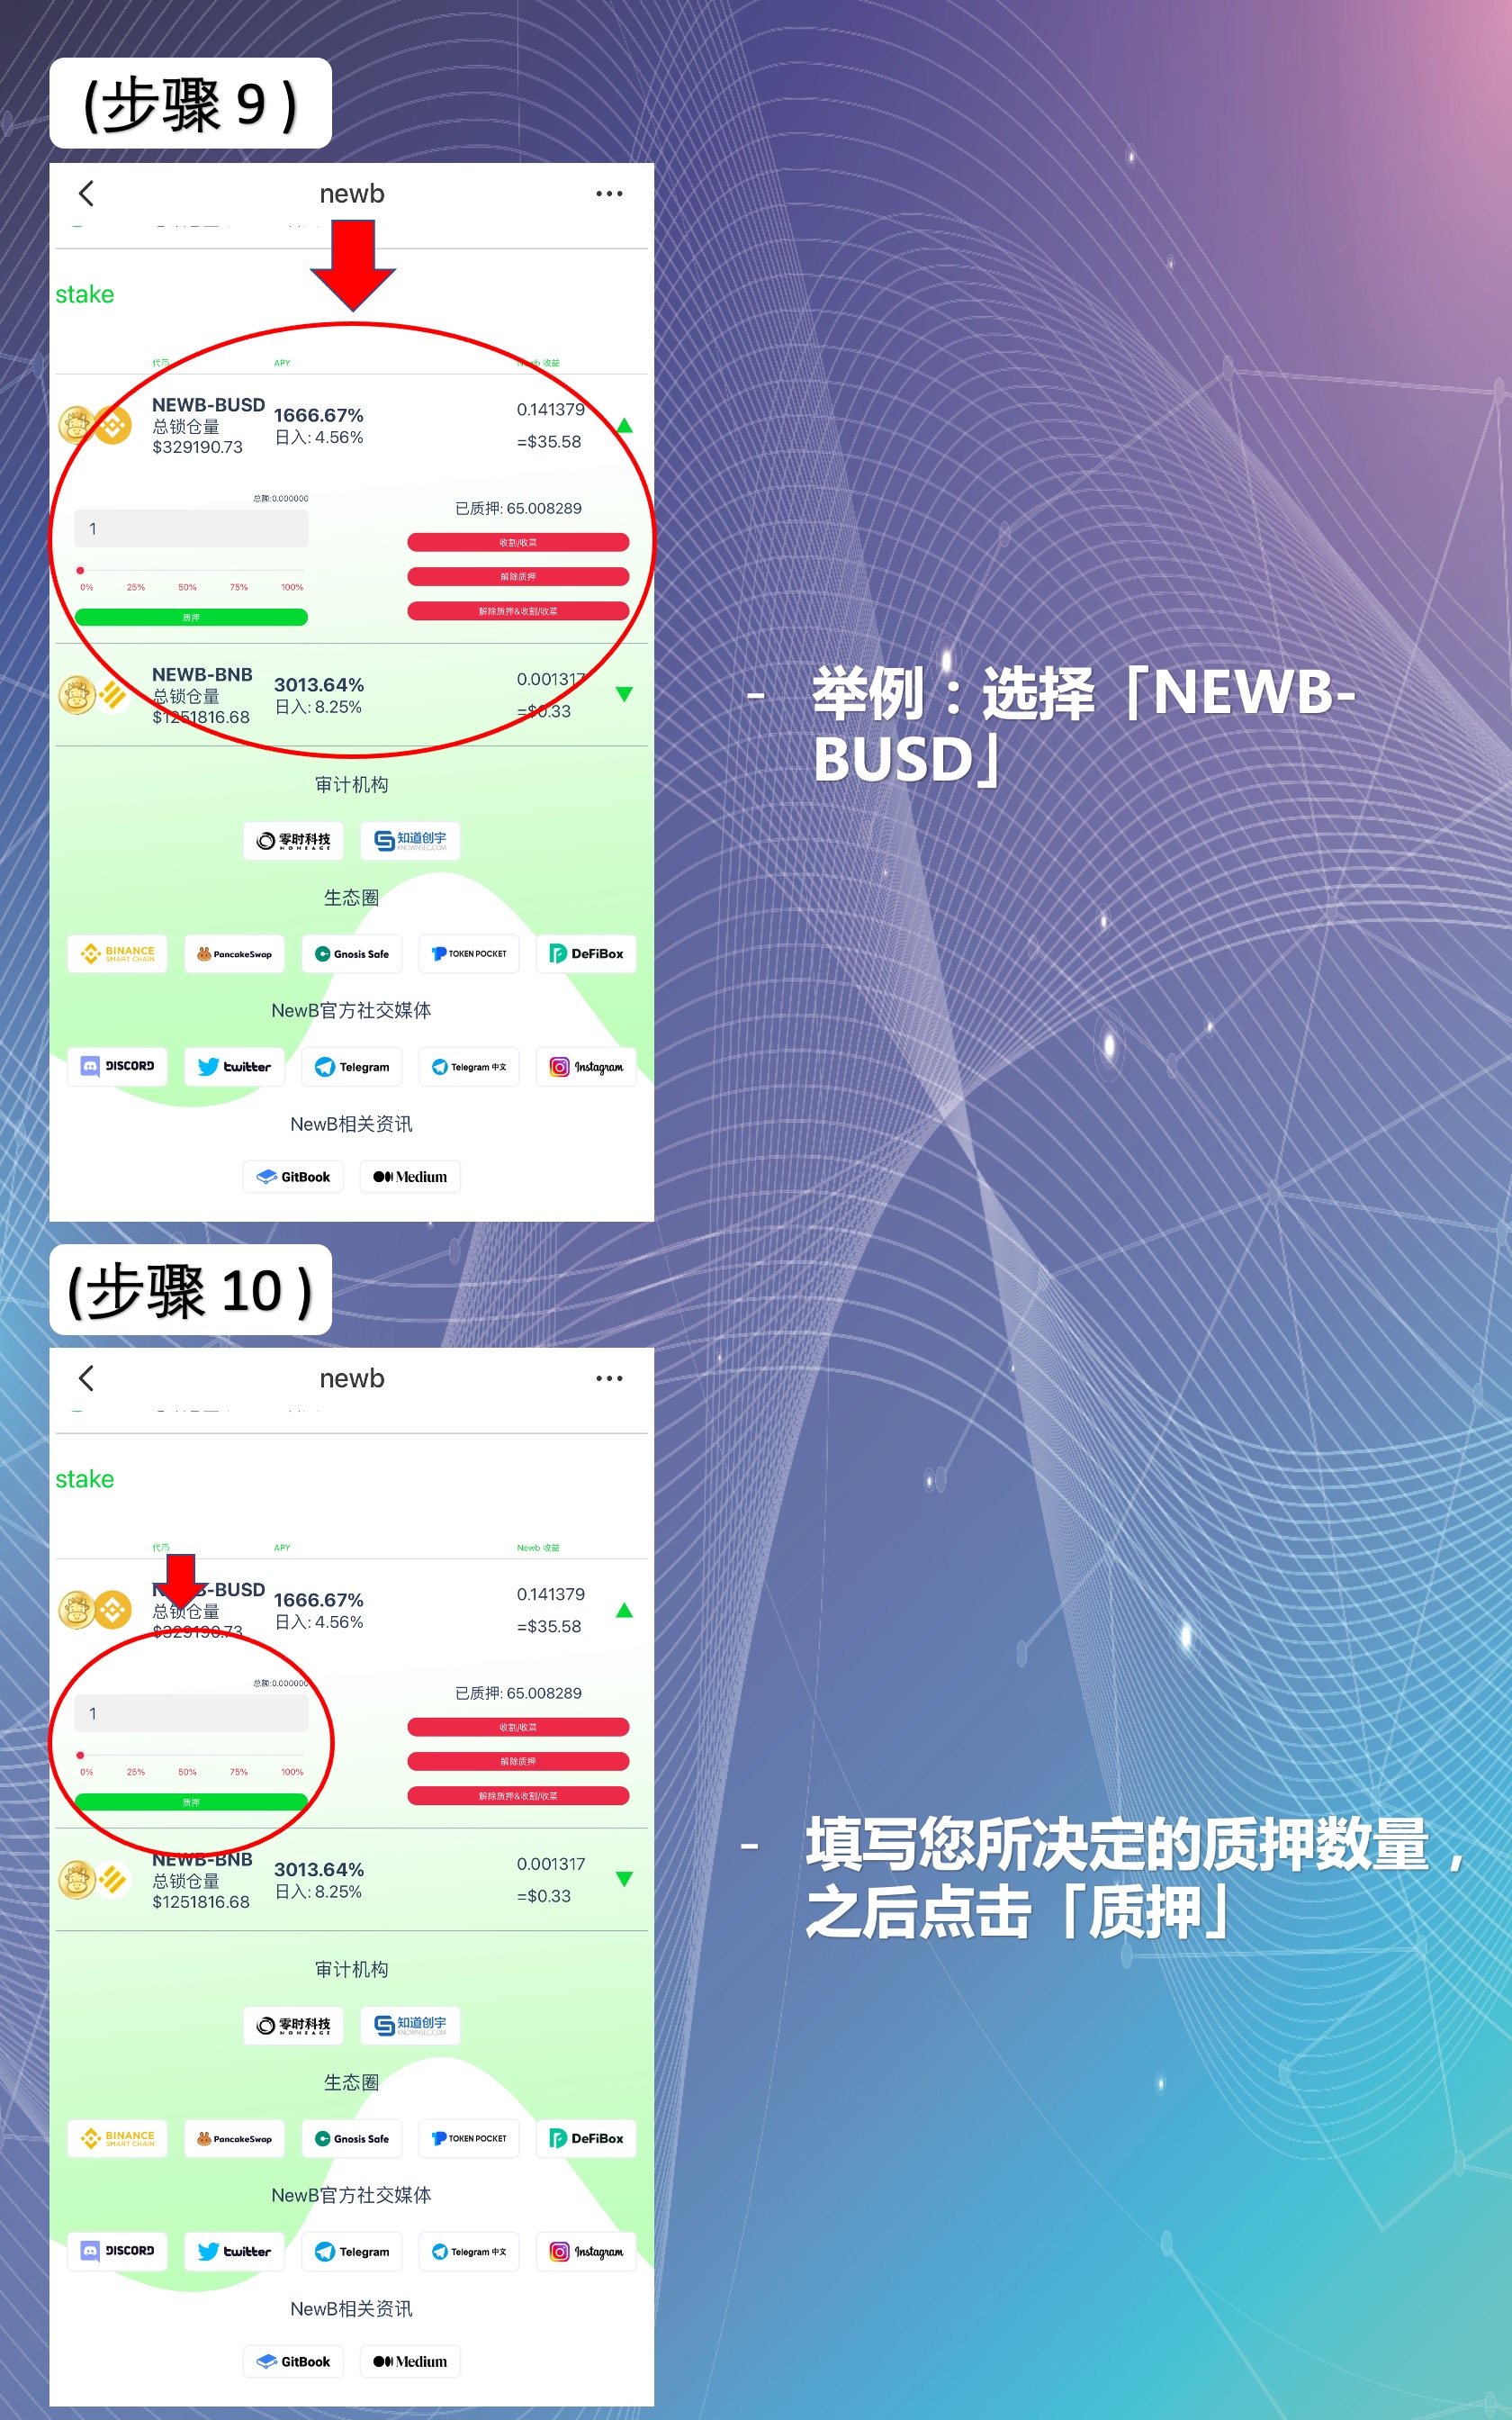 (步骤 9 )
newb
stake
代币 APY Newb 收益
NEWB-BUSD
总锁仓量
$329190.73
1666.67%
日入: 4.56%
0.141379
=$35.58
总额:0.000000
1
0% 25% 50% 75% 100%
质押
已质押: 65.008289
收割/收菜
解除质押
解除质押&收割/收菜
NEWB-BNB
总锁仓量
$1251816.68
3013.64%
日入: 8.25%
0.001317
=$0.33
审计机构
零时科技 NONEAGE
知道创宇 KNOWNSEC.COM
生态圈
BINANCE SMART CHAIN
PancakeSwap
Gnosis Safe
TOKEN POCKET
DeFiBox
NewB官方社交媒体
DISCORD
twitter
Telegram
Telegram 中文
Instagram
NewB相关资讯
GitBook
Medium
- 举例：选择「NEWB-
BUSD」
(步骤 10 )
newb
stake
代币 APY Newb 收益
NEWB-BUSD
总锁仓量
$329190.73
1666.67%
日入: 4.56%
0.141379
=$35.58
总额:0.000000
1
0% 25% 50% 75% 100%
质押
已质押: 65.008289
收割/收菜
解除质押
解除质押&收割/收菜
NEWB-BNB
总锁仓量
$1251816.68
3013.64%
日入: 8.25%
0.001317
=$0.33
审计机构
零时科技 NONEAGE
知道创宇 KNOWNSEC.COM
生态圈
BINANCE SMART CHAIN
PancakeSwap
Gnosis Safe
TOKEN POCKET
DeFiBox
NewB官方社交媒体
DISCORD
twitter
Telegram
Telegram 中文
Instagram
NewB相关资讯
GitBook
Medium
- 填写您所决定的质押数量，
之后点击「质押」